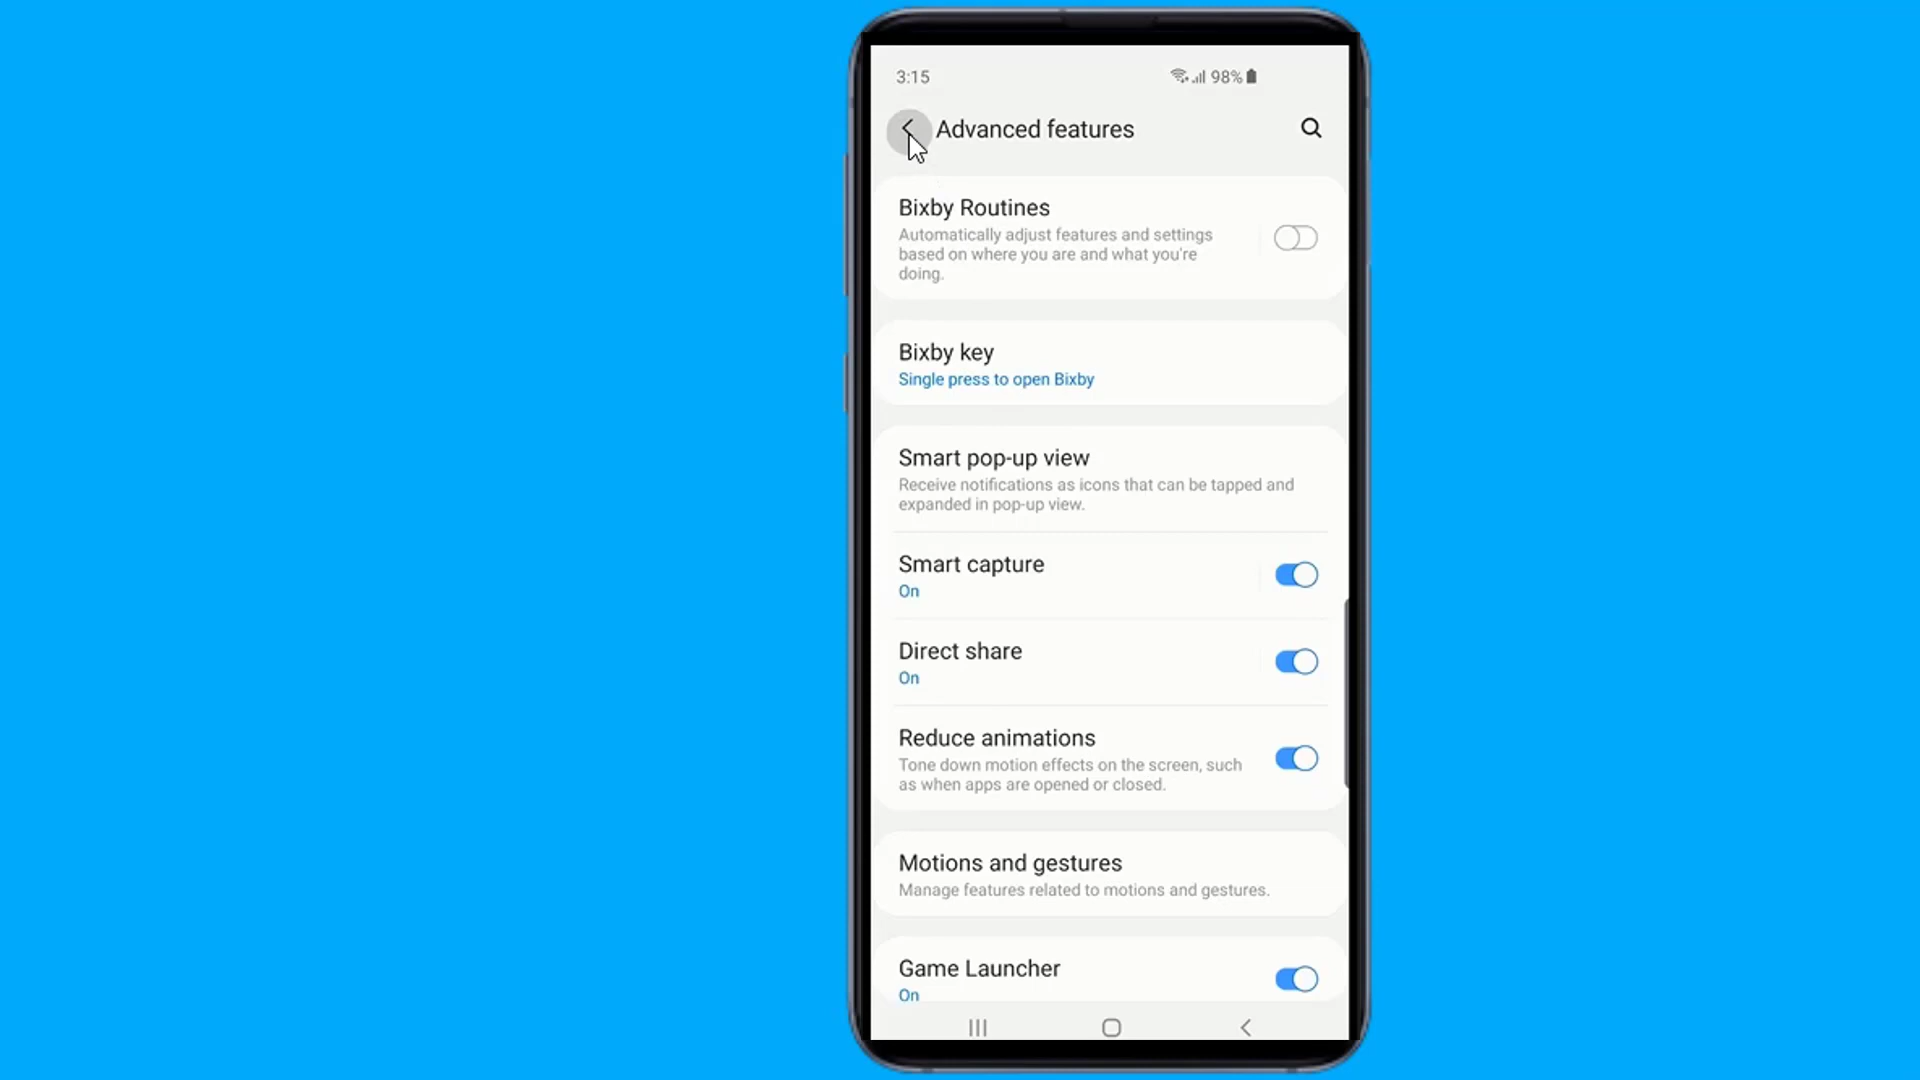 3:15
98%
Advanced features
Bixby Routines
Automatically adjust features and settings
based on where you are and what you're
doing.
Bixby key
Single press to open Bixby
Smart pop-up view
Receive notifications as icons that can be tapped and
expanded in pop-up view.
Smart capture
On
Direct share
On
Reduce animations
Tone down motion effects on the screen, such
as when apps are opened or closed.
Motions and gestures
Manage features related to motions and gestures.
Game Launcher
On